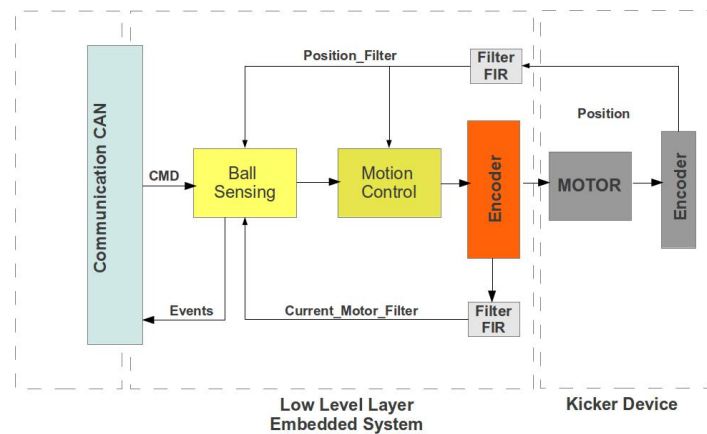 Position_Filter
Filter
FIR
Position
Communication CAN
CMD
Ball
Sensing
Motion
Control
Encoder
MOTOR
Encoder
Events
Current_Motor_Filter
Filter
FIR
Low Level Layer
Embedded System
Kicker Device